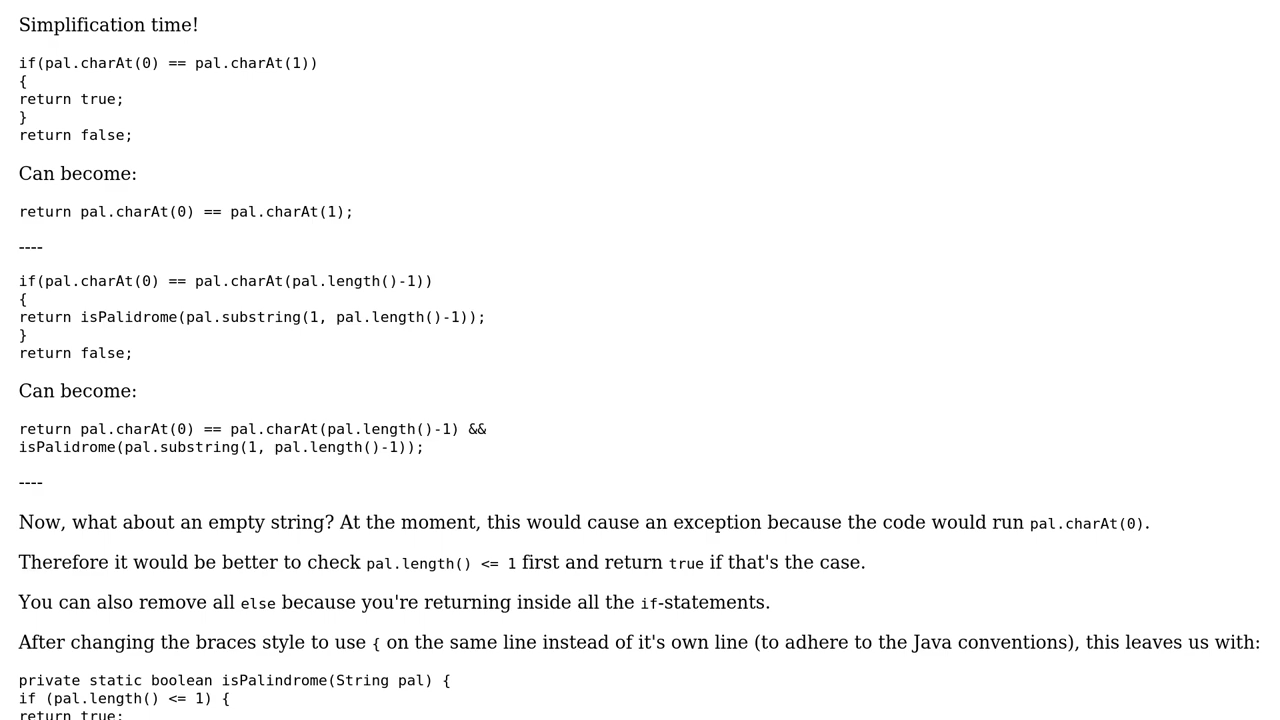 Simplification time!
if(pal.charAt(0) == pal.charAt(1))
{
return true;
}
return false;
Can become:
return pal.charAt(0) == pal.charAt(1);
----
if(pal.charAt(0) == pal.charAt(pal.length()-1))
{
return isPalidrome(pal.substring(1, pal.length()-1));
}
return false;
Can become:
return pal.charAt(0) == pal.charAt(pal.length()-1) &&
isPalidrome(pal.substring(1, pal.length()-1));
----
Now, what about an empty string? At the moment, this would cause an exception because the code would run pal.charAt(0).
Therefore it would be better to check pal.length() <= 1 first and return true if that's the case.
You can also remove all else because you're returning inside all the if-statements.
After changing the braces style to use { on the same line instead of it's own line (to adhere to the Java conventions), this leaves us with:
private static boolean isPalindrome(String pal) {
if (pal.length() <= 1) {
return true;